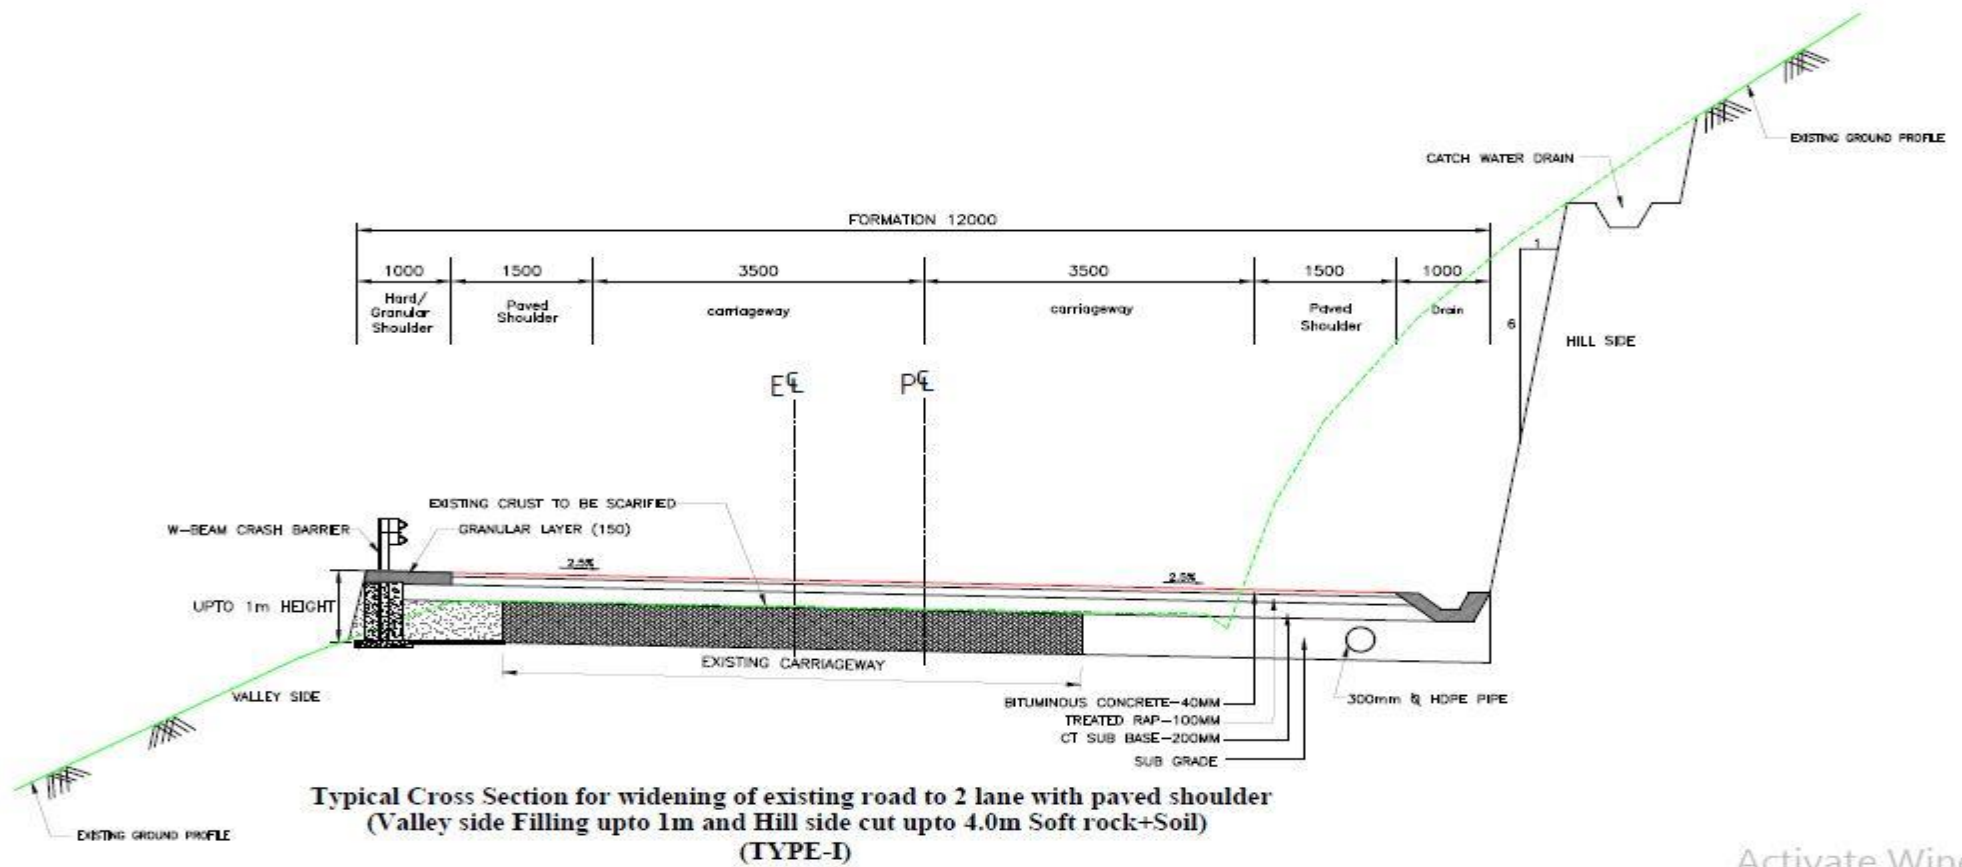 EXISTING GROUND PROFILE
CATCH WATER DRAIN
FORMATION 12000
1000
1500
3500
3500
1500
1000
Hard/
Granular
Shoulder
Paved
Shoulder
carriageway
carriageway
Paved
Shoulder
Drain
1
6
HILL SIDE
E℄
P℄
EXISTING CRUST TO BE SCARIFIED
W-BEAM CRASH BARRIER
GRANULAR LAYER (150)
2.5%
2.5%
UPTO 1m HEIGHT
EXISTING CARRIAGEWAY
VALLEY SIDE
BITUMINOUS CONCRETE-40MM
TREATED RAP-100MM
CT SUB BASE-200MM
SUB GRADE
300mm HDPE PIPE
EXISTING GROUND PROFILE
Typical Cross Section for widening of existing road to 2 lane with paved shoulder
(Valley side Filling upto 1m and Hill side cut upto 4.0m Soft rock+Soil)
(TYPE-I)
Activate Wind